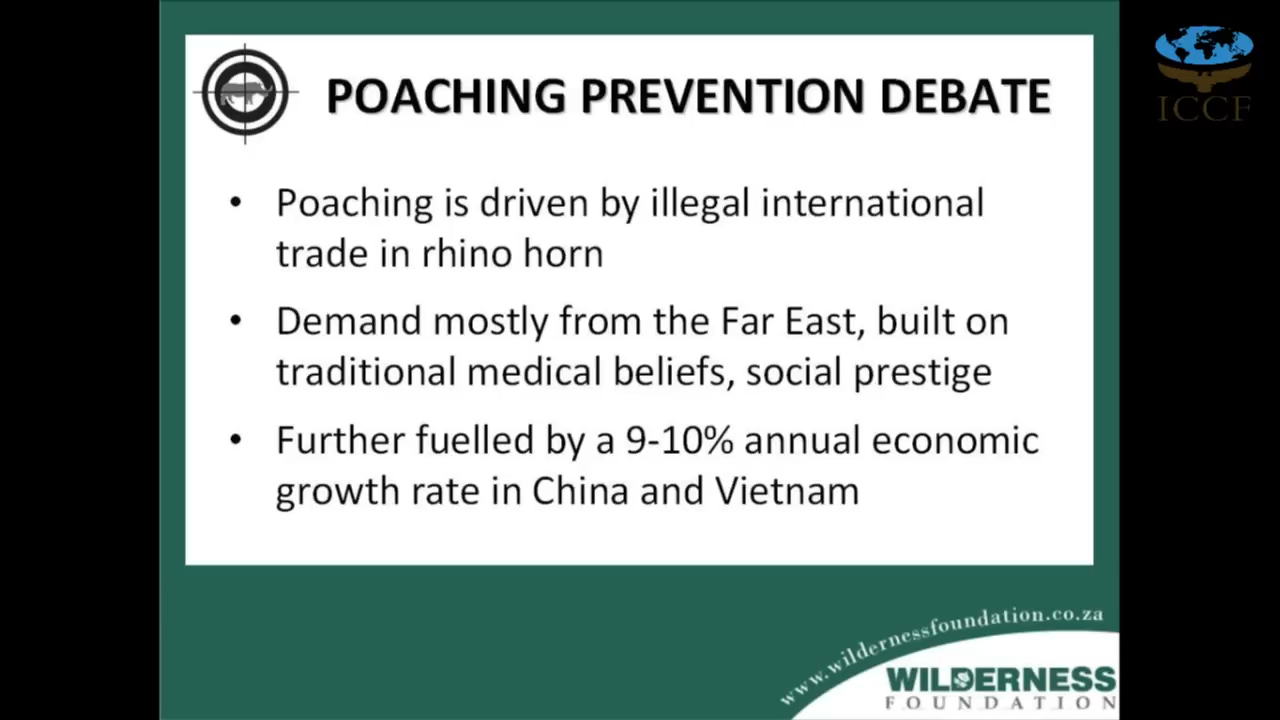 POACHING PREVENTION DEBATE
ICCF
• Poaching is driven by illegal international
trade in rhino horn
• Demand mostly from the Far East, built on
traditional medical beliefs, social prestige
• Further fuelled by a 9-10% annual economic
growth rate in China and Vietnam
www.wildernessfoundation.co.za
WILDERNESS
FOUNDATION